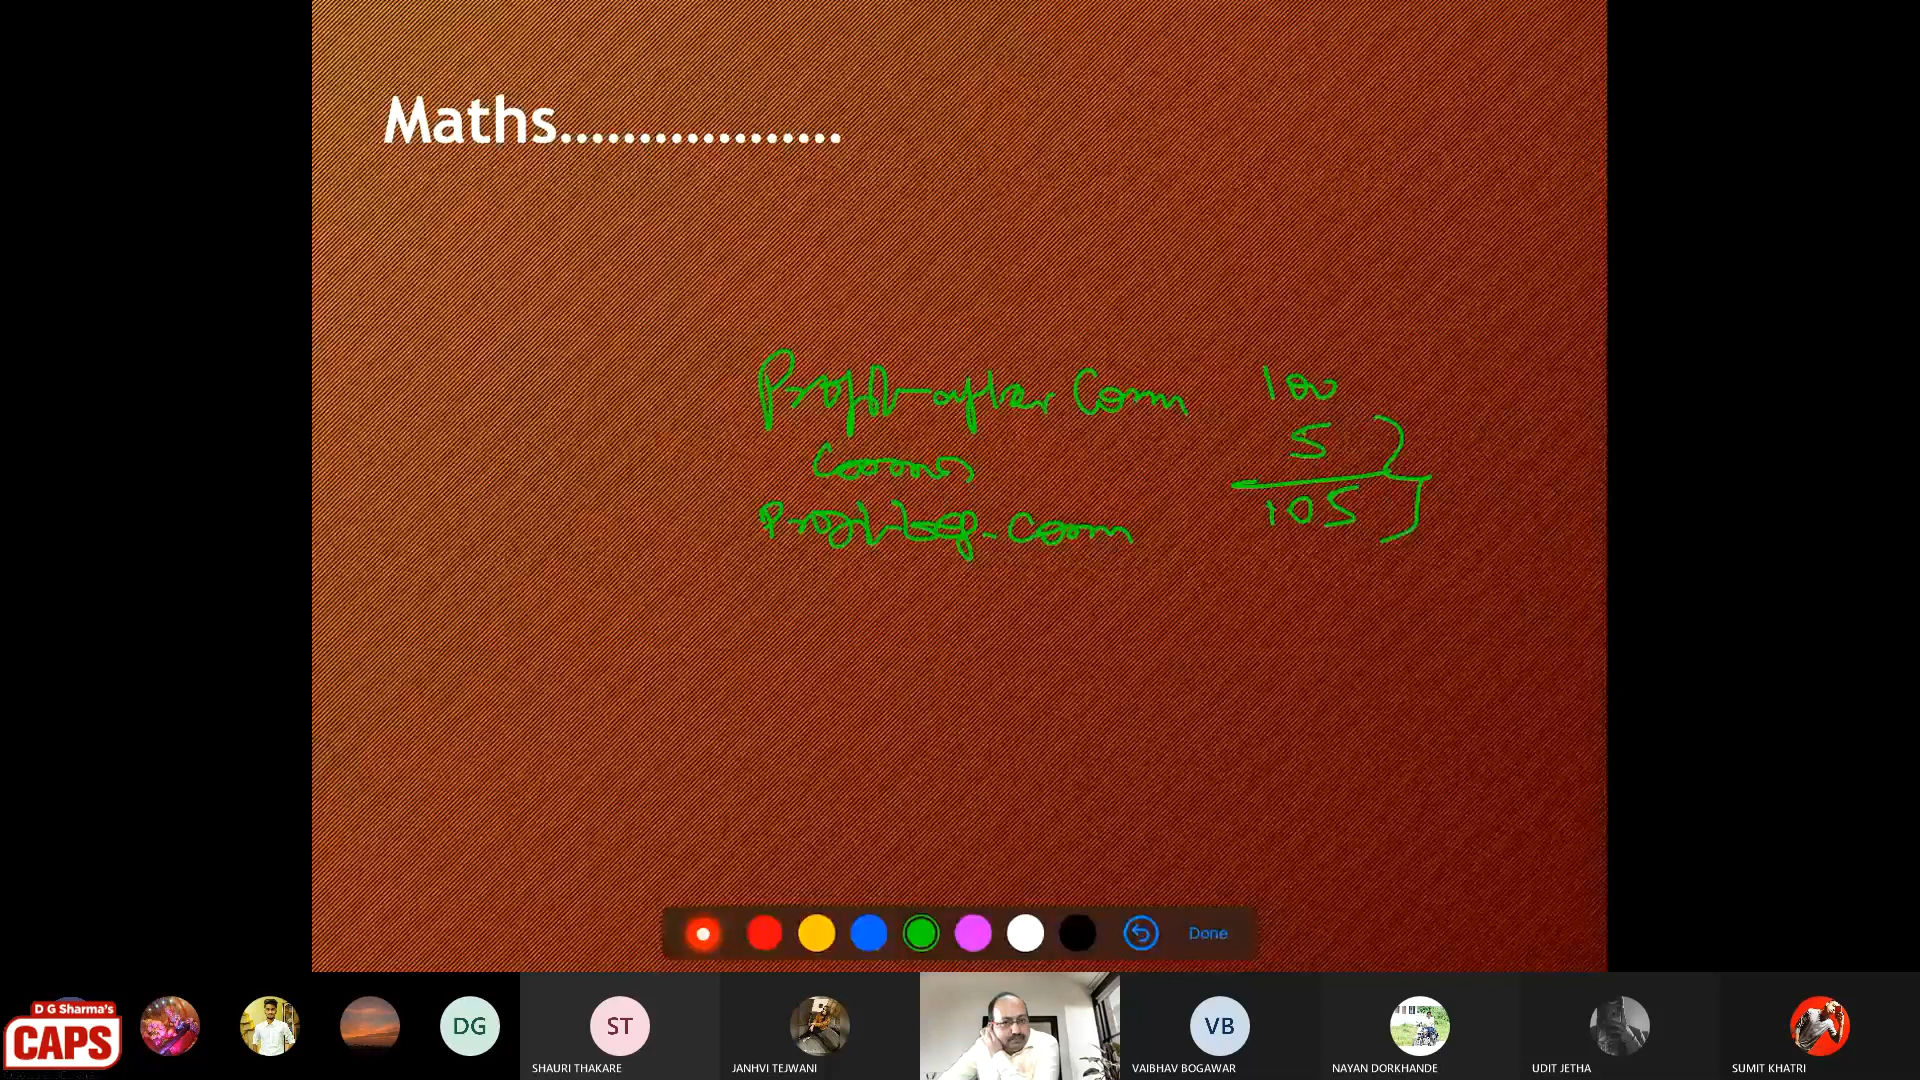 Maths.................
Profit after Comm 100
Comm 5
Profit bef. Comm 105
Done
D G Sharma's
CAPS
DG
ST
VB
SHAURI THAKARE
JANHVI TEJWANI
VAIBHAV BOGAWAR
NAYAN DORKHANDE
UDIT JETHA
SUMIT KHATRI